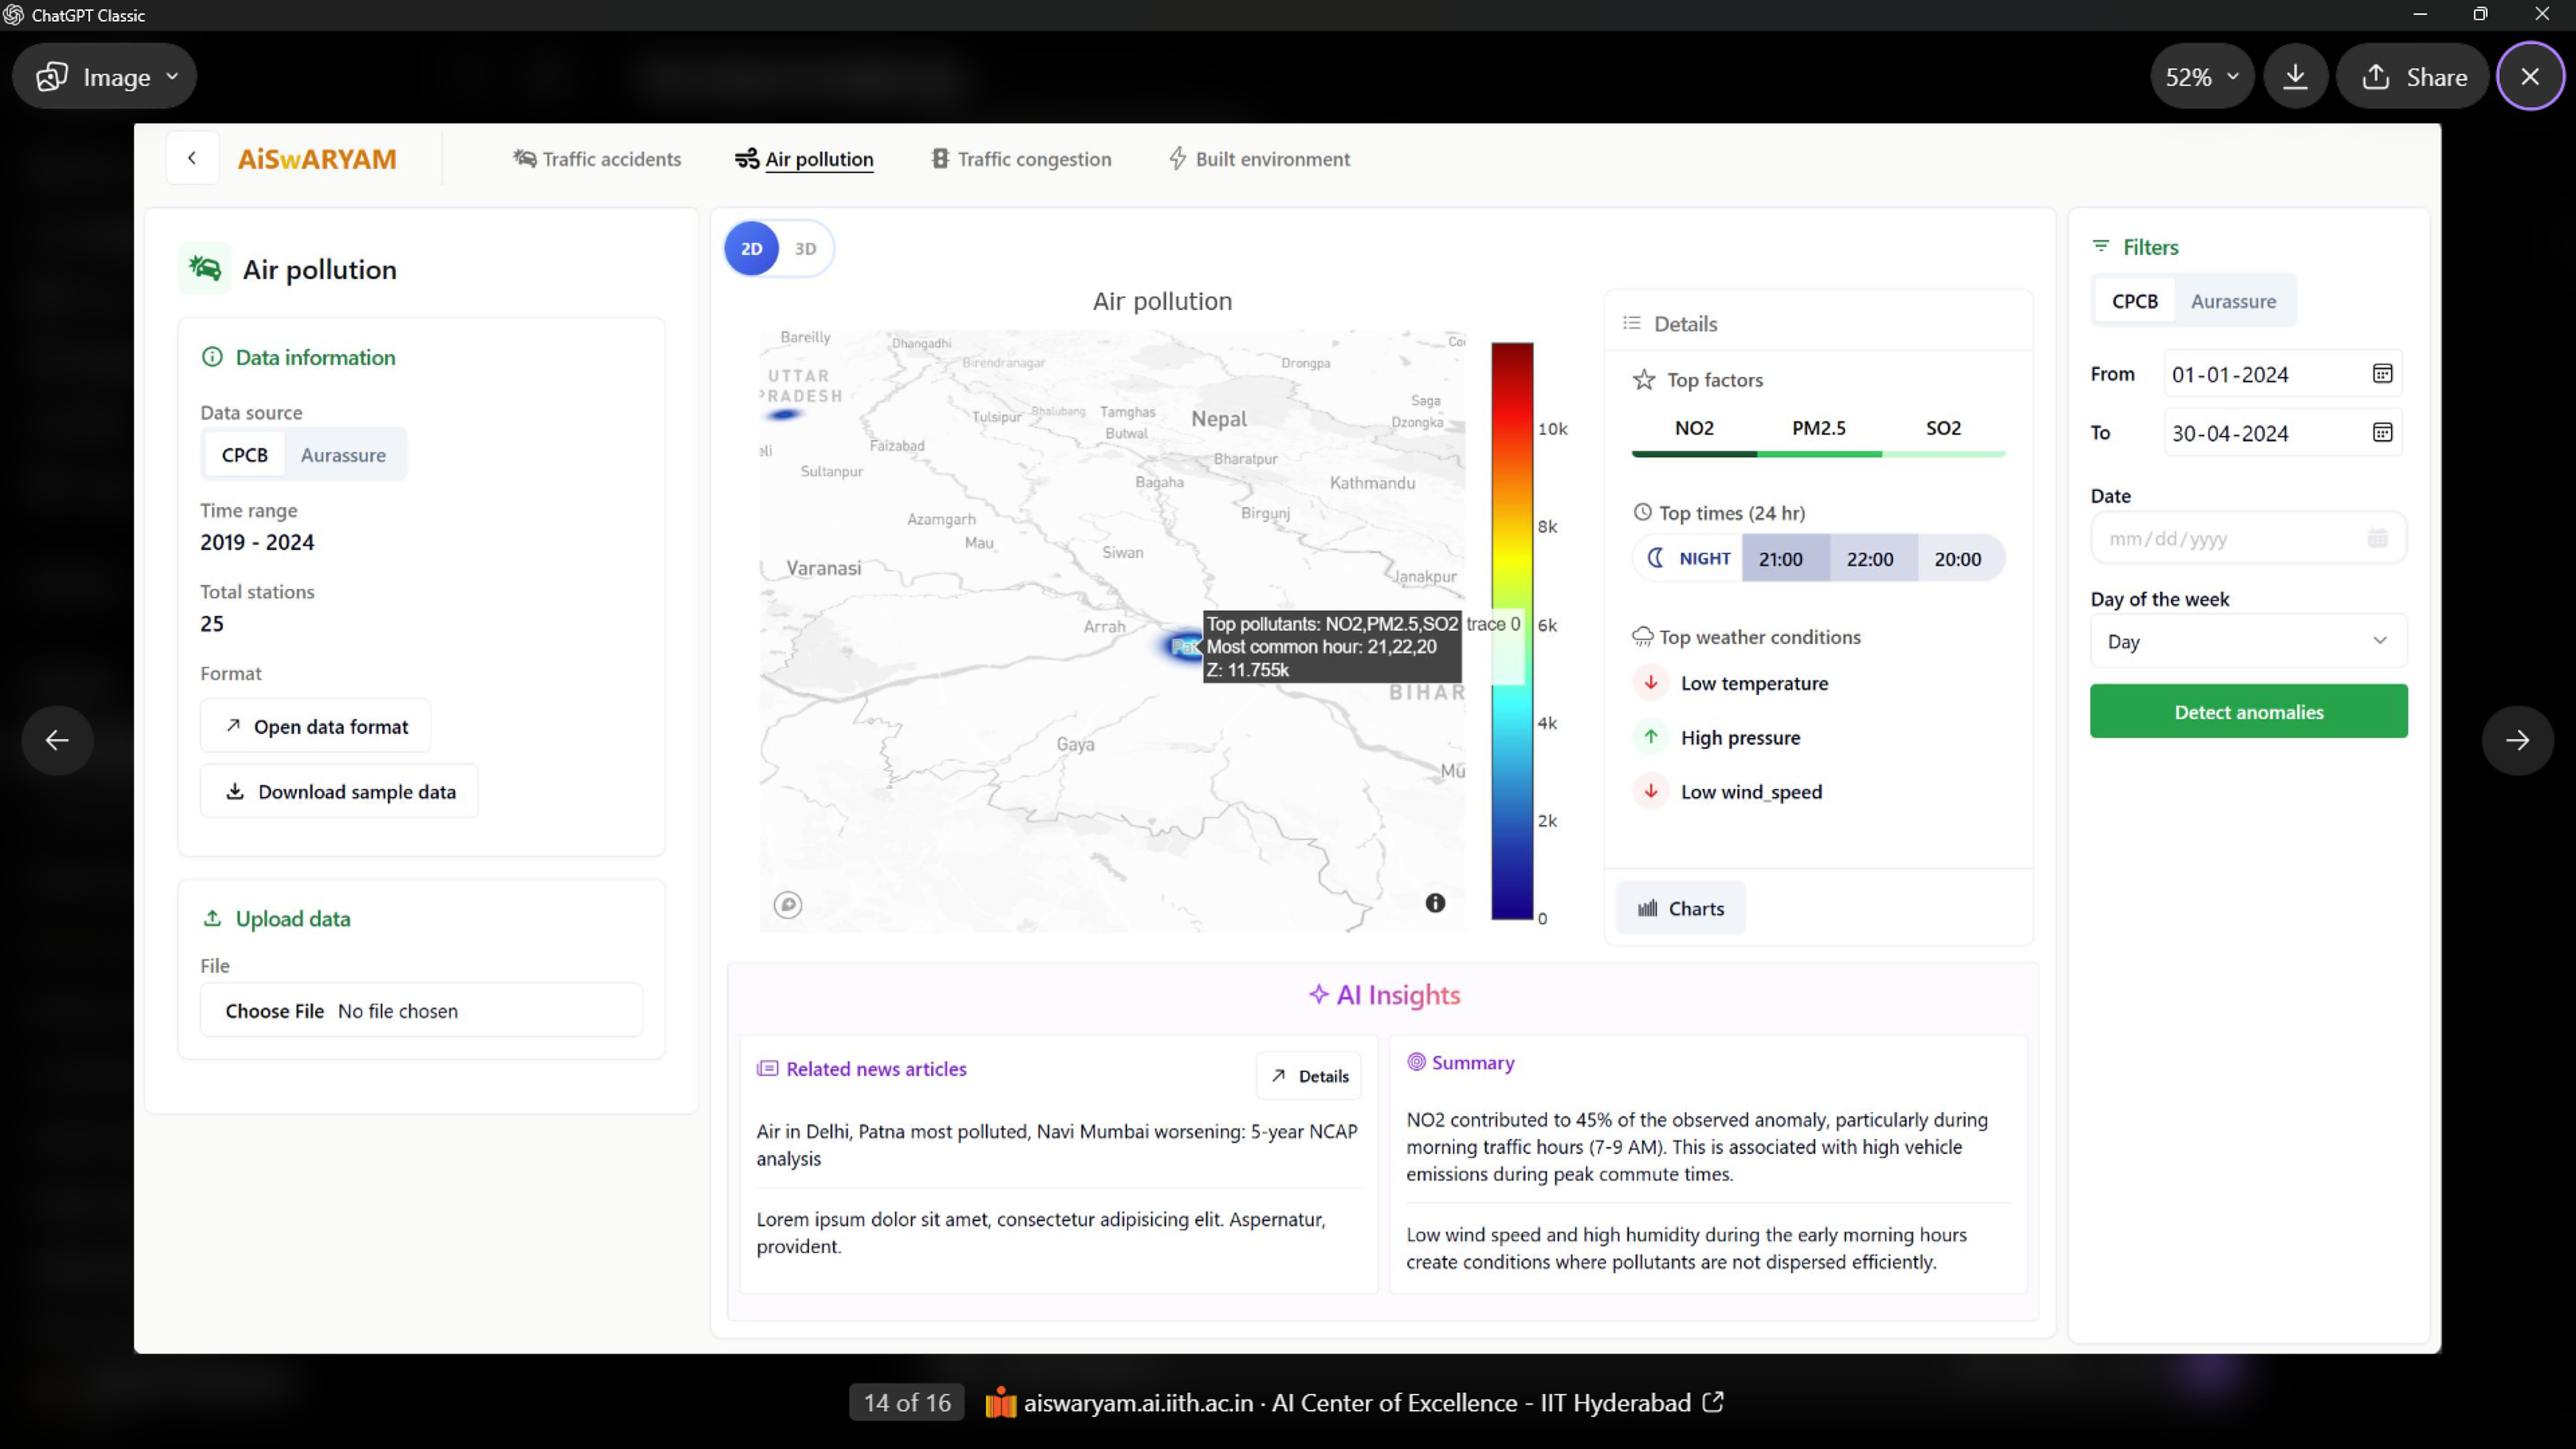 ChatGPT Classic
Image
52%
Share
AiSwARYAM
Traffic accidents
Air pollution
Traffic congestion
Built environment
Air pollution
Data information
Data source
CPCB
Aurassure
Time range
2019 - 2024
Total stations
25
Format
Open data format
Download sample data
Upload data
File
Choose File No file chosen
2D
3D
Air pollution
Bareilly
Dhangadhi
Birendranagar
Drongpa
UTTAR
PRADESH
Saga
Dzongka
Tulsipur
Bhalubang
Tamghas
Nepal
Butwal
eli
Faizabad
Sultanpur
Bharatpur
Bagaha
Kathmandu
Azamgarh
Birgunj
Mau
Siwan
Varanasi
Janakpur
Arrah
Top pollutants: NO2,PM2.5,SO2
Most common hour: 21,22,20
Z: 11.755k
trace 0
BIHAR
Gaya
Mu
10k
8k
6k
4k
2k
0
Details
Top factors
NO2
PM2.5
SO2
Top times (24 hr)
NIGHT
21:00
22:00
20:00
Top weather conditions
Low temperature
High pressure
Low wind_speed
Charts
AI Insights
Related news articles
Details
Air in Delhi, Patna most polluted, Navi Mumbai worsening: 5-year NCAP
analysis
Lorem ipsum dolor sit amet, consectetur adipisicing elit. Aspernatur,
provident.
Summary
NO2 contributed to 45% of the observed anomaly, particularly during
morning traffic hours (7-9 AM). This is associated with high vehicle
emissions during peak commute times.
Low wind speed and high humidity during the early morning hours
create conditions where pollutants are not dispersed efficiently.
Filters
CPCB
Aurassure
From
01-01-2024
To
30-04-2024
Date
mm/dd/yyyy
Day of the week
Day
Detect anomalies
14 of 16
aiswaryam.ai.iith.ac.in · AI Center of Excellence - IIT Hyderabad